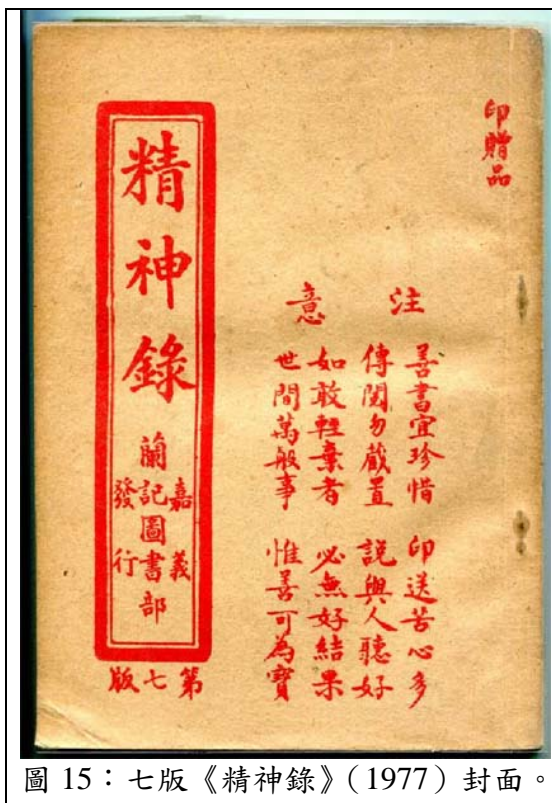 印贈品
注意
善書宜珍惜 印送苦心多
傳閱勿藏置 說與人聽好
如敢輕棄者 必無好結果
世間萬般事 惟善可為寶
精神錄
嘉義
蘭記圖書部
發行
第七版
圖 15：七版《精神錄》（1977）封面。